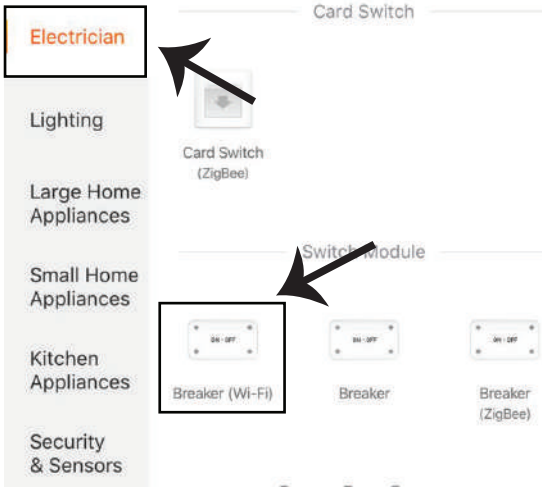 Electrician
Lighting
Large Home
Appliances
Small Home
Appliances
Kitchen
Appliances
Security
& Sensors
Card Switch
Card Switch
(ZigBee)
Switch Module
ON - OFF
Breaker (Wi-Fi)
ON - OFF
Breaker
ON - OFF
Breaker
(ZigBee)